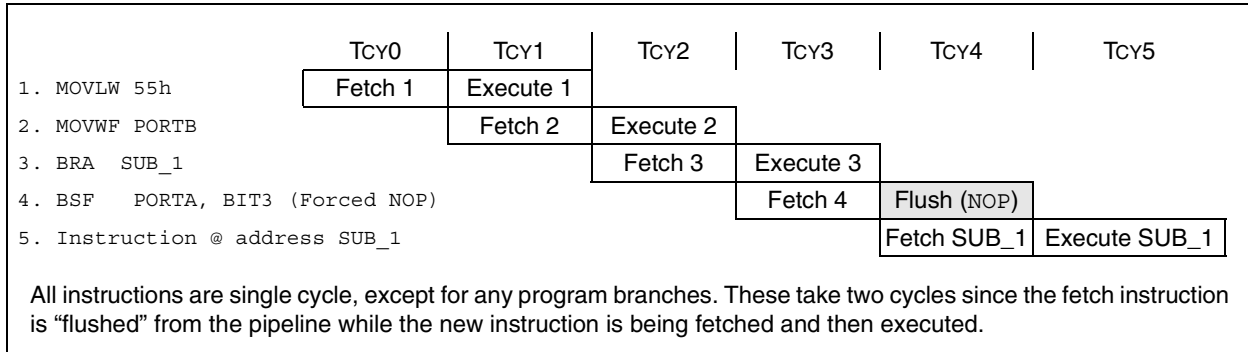 TCY0 TCY1 TCY2 TCY3 TCY4 TCY5
1. MOVLW 55h Fetch 1 Execute 1
2. MOVWF PORTB Fetch 2 Execute 2
3. BRA SUB_1 Fetch 3 Execute 3
4. BSF PORTA, BIT3 (Forced NOP) Fetch 4 Flush (NOP)
5. Instruction @ address SUB_1 Fetch SUB_1 Execute SUB_1
All instructions are single cycle, except for any program branches. These take two cycles since the fetch instruction
is “flushed” from the pipeline while the new instruction is being fetched and then executed.